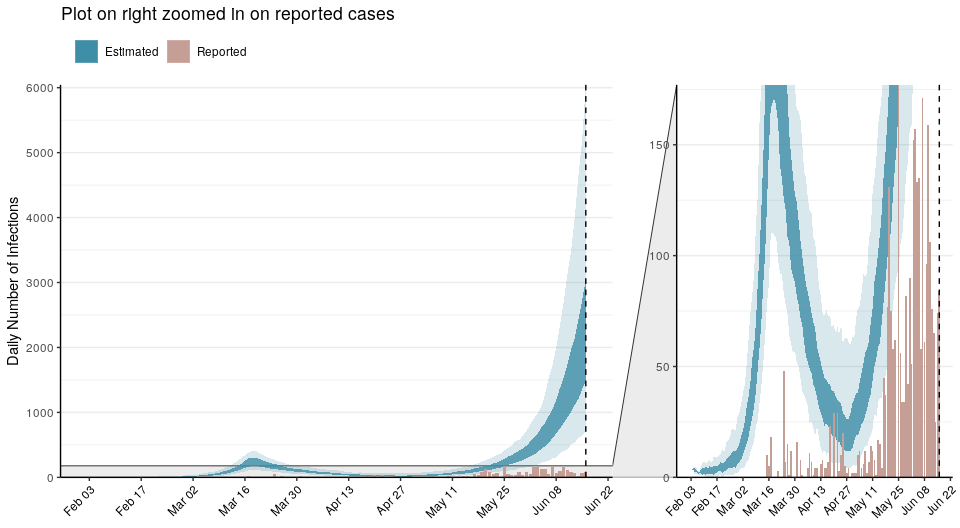 Plot on right zoomed in on reported cases
Estimated
Reported
Daily Number of Infections
6000
5000
4000
3000
2000
1000
0
Feb 03
Feb 17
Mar 02
Mar 16
Mar 30
Apr 13
Apr 27
May 11
May 25
Jun 08
Jun 22
150
100
50
0
Feb 03
Feb 17
Mar 02
Mar 16
Mar 30
Apr 13
Apr 27
May 11
May 25
Jun 08
Jun 22